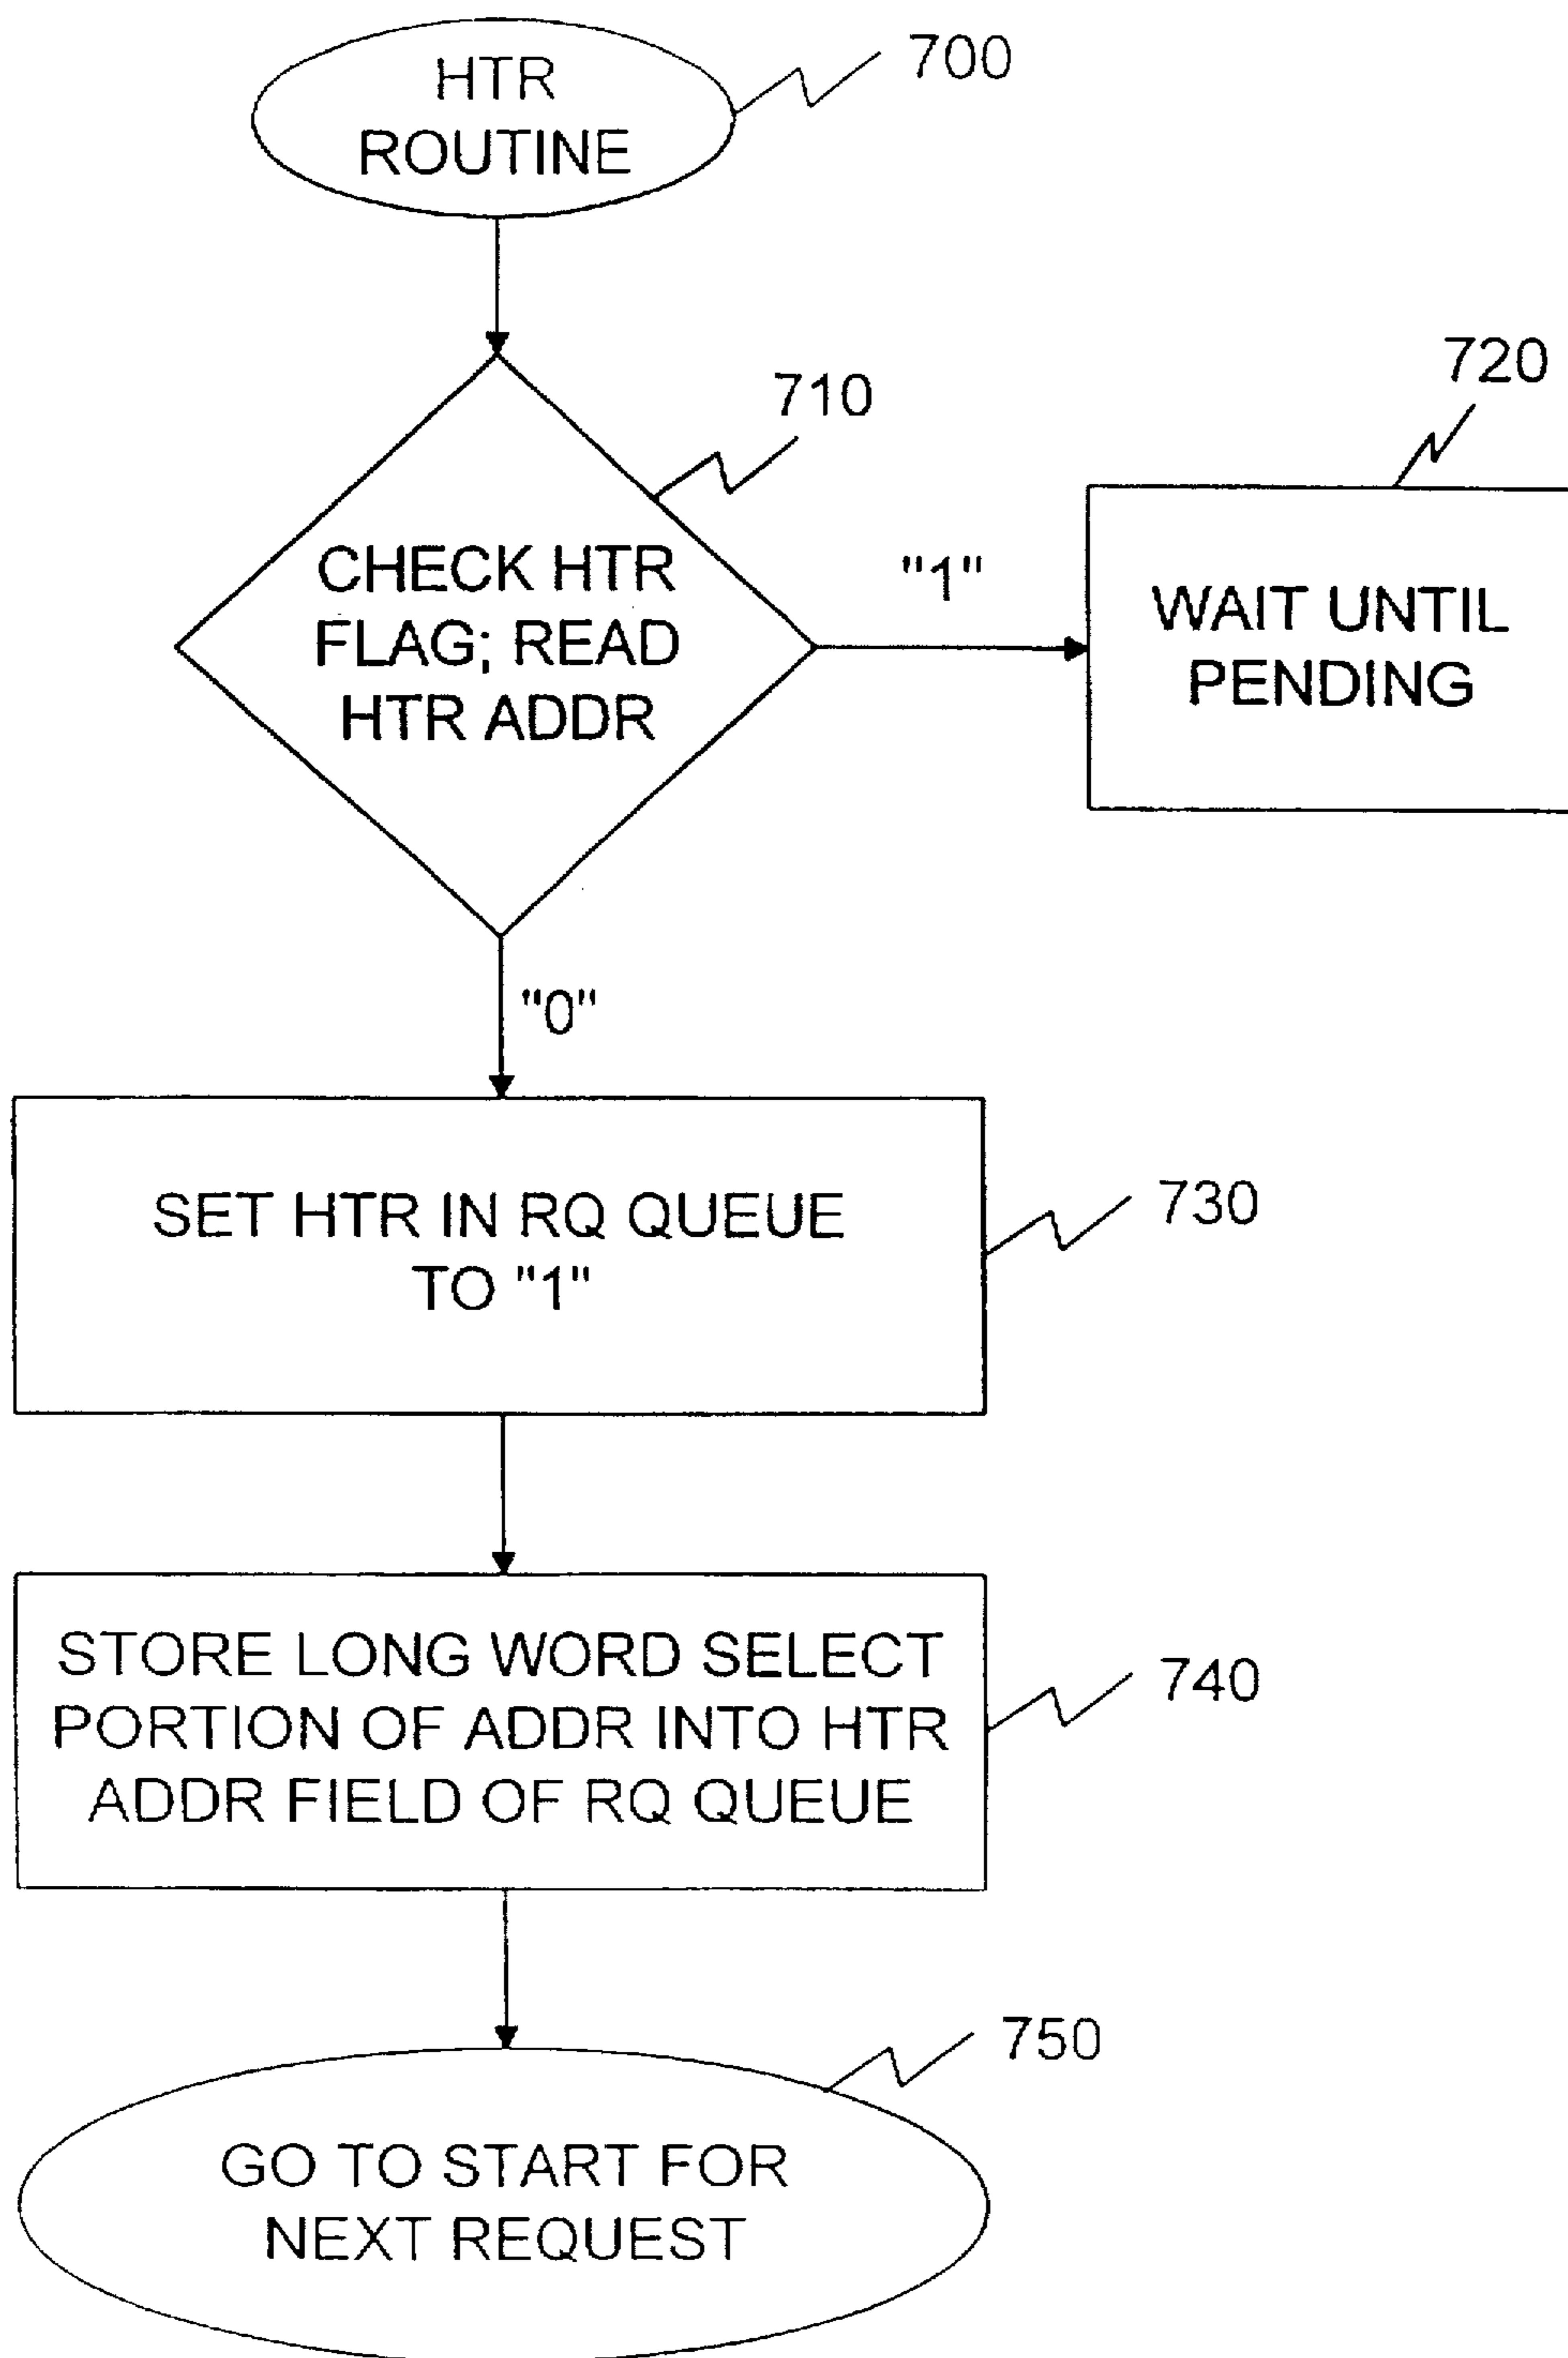 HTR
ROUTINE
700
710
CHECK HTR
FLAG; READ
HTR ADDR
"1"
720
WAIT UNTIL
PENDING
"0"
SET HTR IN RQ QUEUE
TO "1"
730
STORE LONG WORD SELECT
PORTION OF ADDR INTO HTR
ADDR FIELD OF RQ QUEUE
740
750
GO TO START FOR
NEXT REQUEST